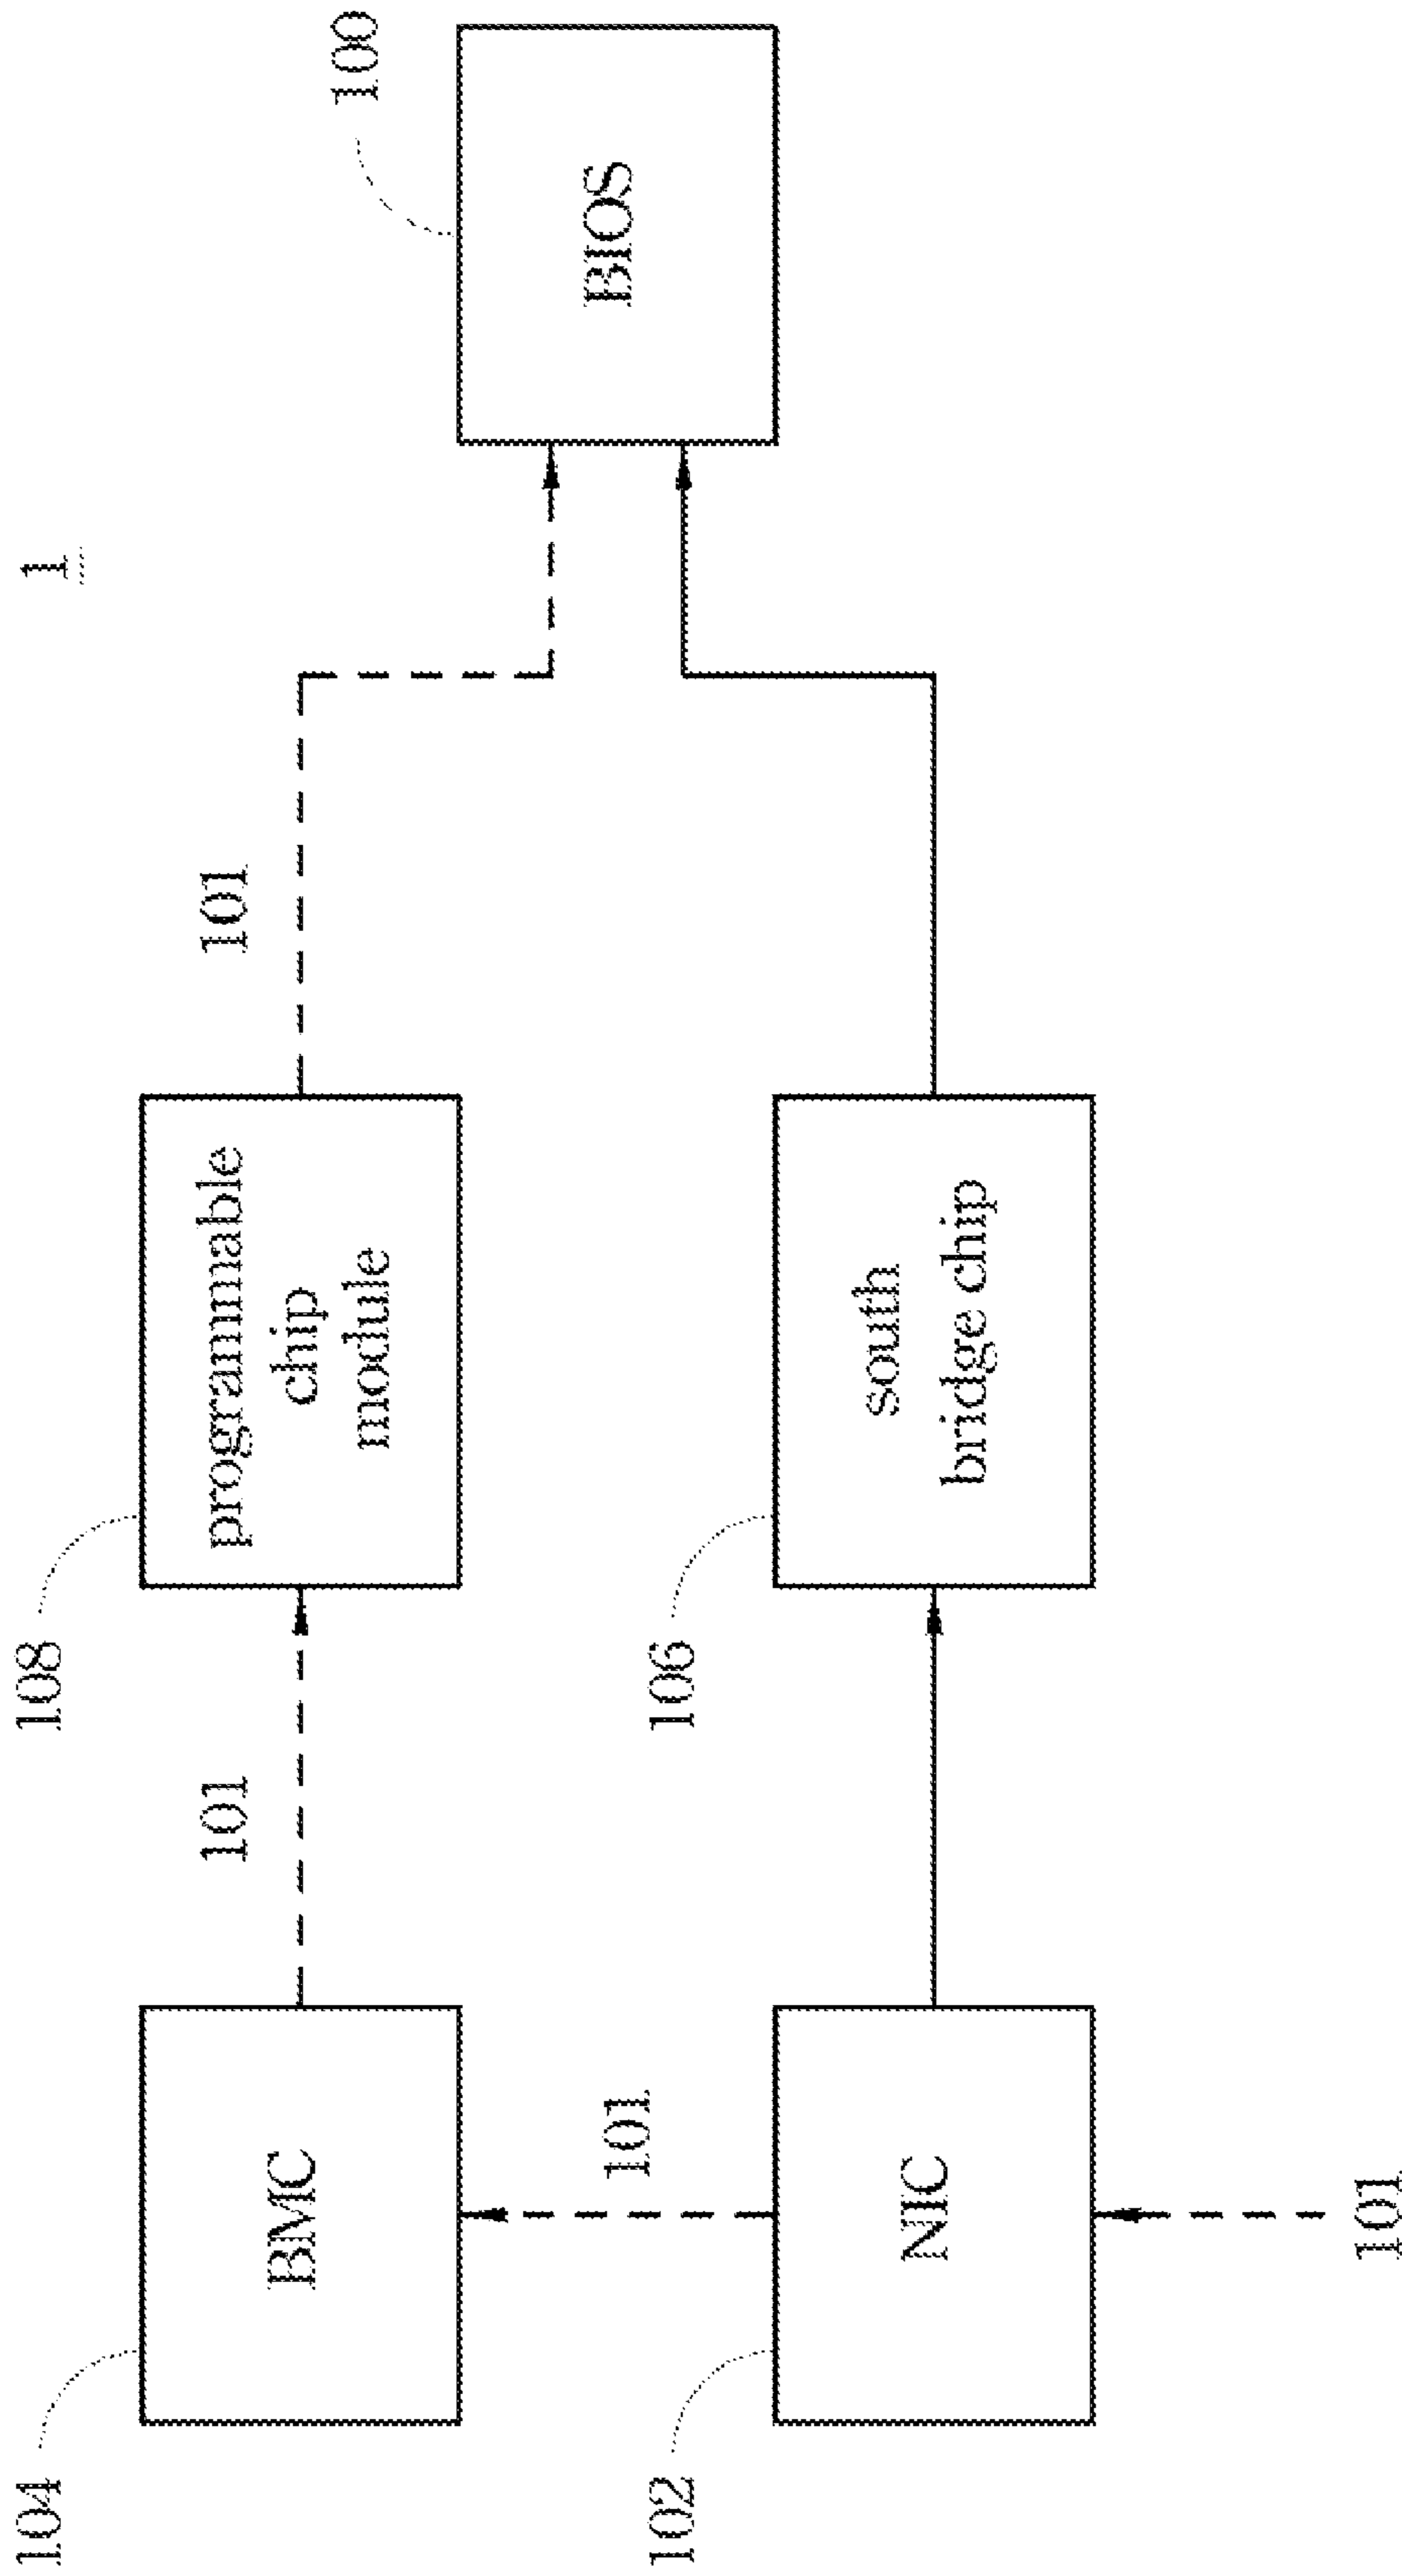 1
104
108
101
101
BMC
programmable
chip
module
100
BIOS
101
102
106
NIC
south
bridge chip
101